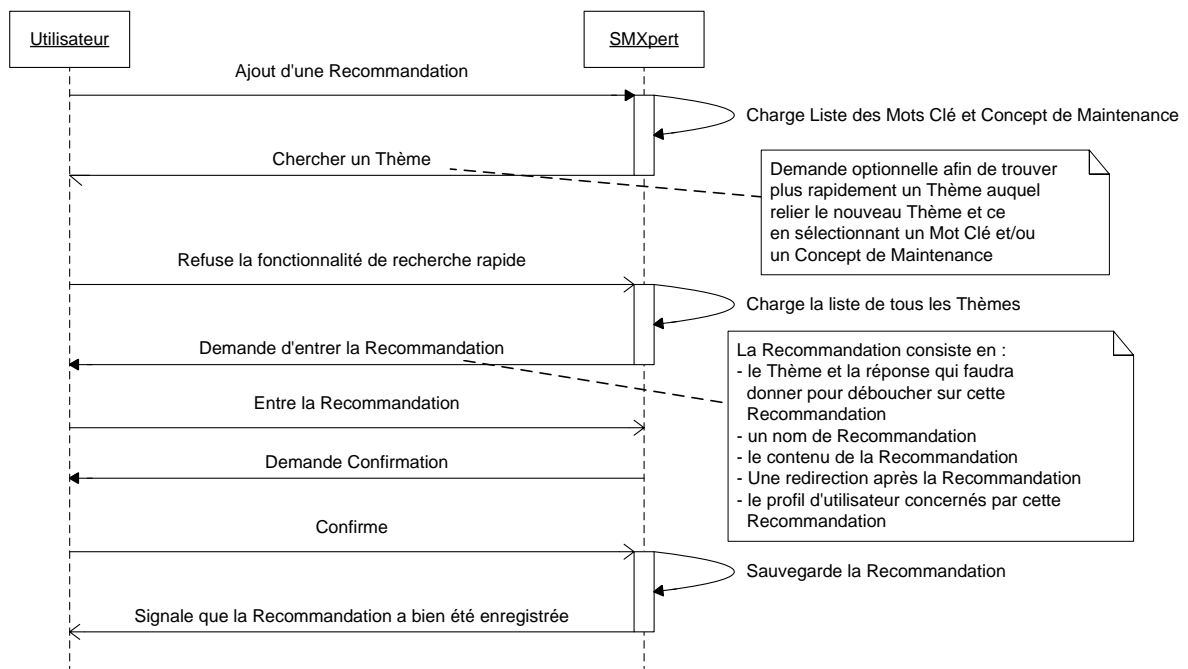 Utilisateur
SMXpert
Ajout d'une Recommandation
Charge Liste des Mots Clé et Concept de Maintenance
Chercher un Thème
Demande optionnelle afin de trouver
plus rapidement un Thème auquel
relier le nouveau Thème et ce
en sélectionnant un Mot Clé et/ou
un Concept de Maintenance
Refuse la fonctionnalité de recherche rapide
Charge la liste de tous les Thèmes
Demande d'entrer la Recommandation
La Recommandation consiste en :
- le Thème et la réponse qui faudra
donner pour déboucher sur cette
Recommandation
- un nom de Recommandation
- le contenu de la Recommandation
- Une redirection après la Recommandation
- le profil d'utilisateur concernés par cette
Recommandation
Entre la Recommandation
Demande Confirmation
Confirme
Sauvegarde la Recommandation
Signale que la Recommandation a bien été enregistrée